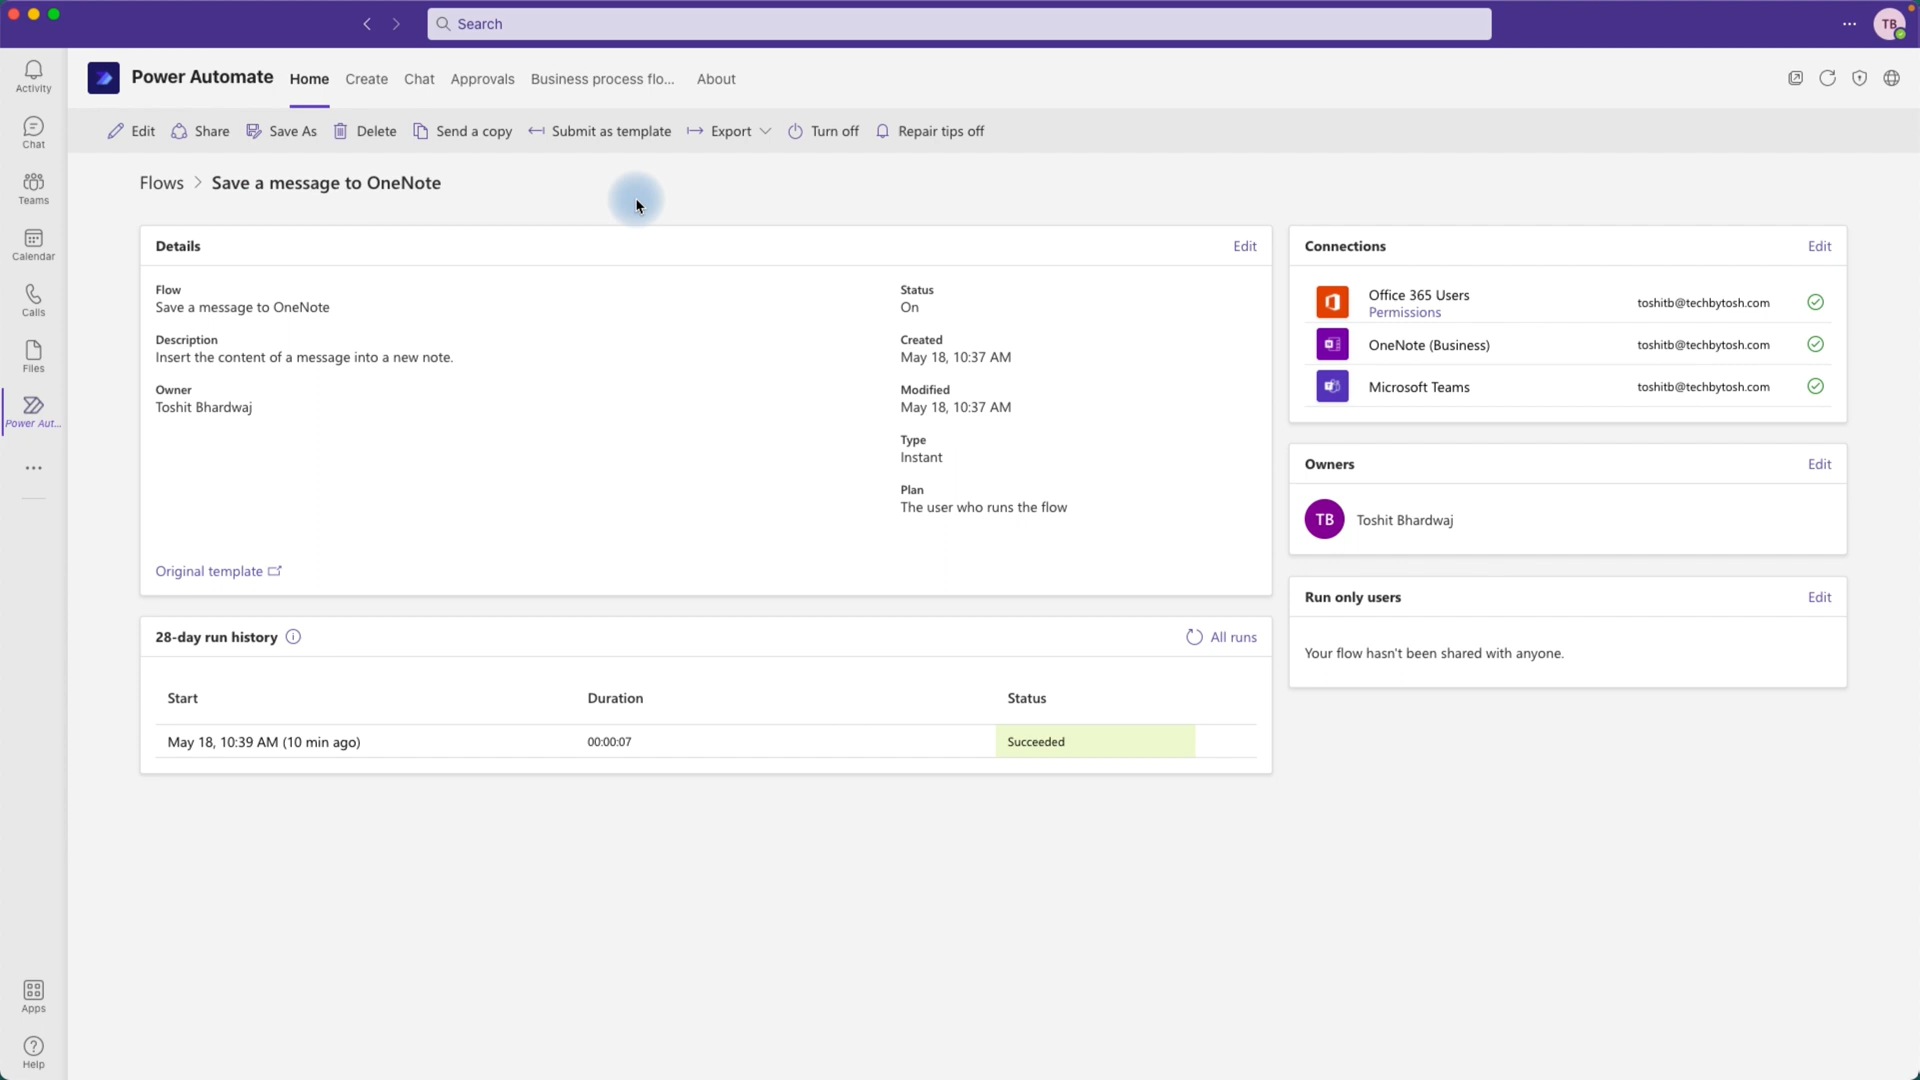 Search
TB
Activity
Chat
Teams
Calendar
Calls
Files
Power Aut...
Apps
Help
Power Automate Home Create Chat Approvals Business process flo... About
Edit Share Save As Delete Send a copy Submit as template Export Turn off Repair tips off
Flows > Save a message to OneNote
Details Edit
Flow
Save a message to OneNote
Description
Insert the content of a message into a new note.
Owner
Toshit Bhardwaj
Status
On
Created
May 18, 10:37 AM
Modified
May 18, 10:37 AM
Type
Instant
Plan
The user who runs the flow
Original template
28-day run history All runs
Start Duration Status
May 18, 10:39 AM (10 min ago) 00:00:07 Succeeded
Connections Edit
Office 365 Users toshitb@techbytosh.com
Permissions
OneNote (Business) toshitb@techbytosh.com
Microsoft Teams toshitb@techbytosh.com
Owners Edit
TB Toshit Bhardwaj
Run only users Edit
Your flow hasn't been shared with anyone.